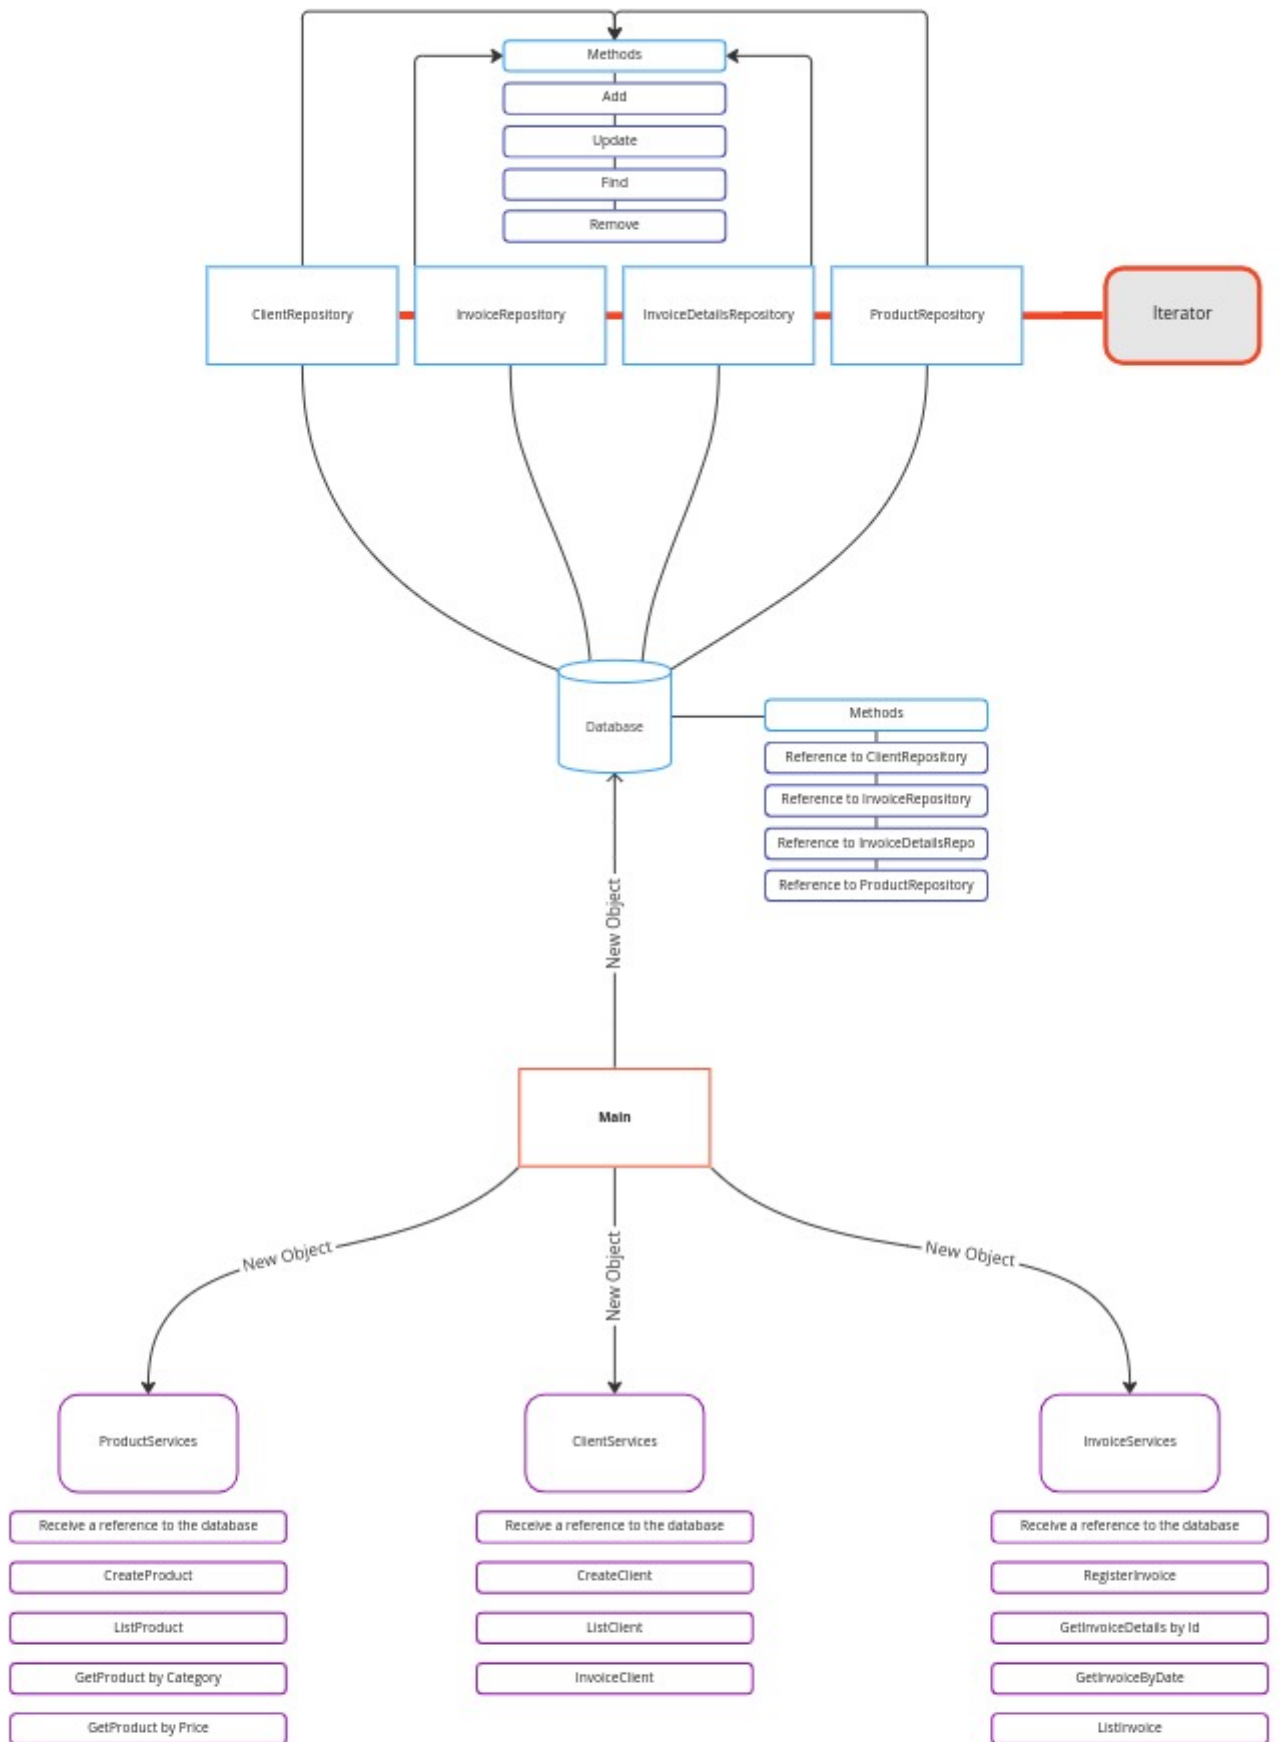 Methods
Add
Update
Find
Remove
ClientRepository
InvoiceRepository
InvoiceDetailsRepository
ProductRepository
Iterator
Database
Methods
Reference to ClientRepository
Reference to InvoiceRepository
Reference to InvoiceDetailsRepo
Reference to ProductRepository
New Object
Main
New Object
New Object
New Object
ProductServices
ClientServices
InvoiceServices
Receive a reference to the database
CreateProduct
ListProduct
GetProduct by Category
GetProduct by Price
Receive a reference to the database
CreateClient
ListClient
InvoiceClient
Receive a reference to the database
RegisterInvoice
GetInvoiceDetails by Id
GetInvoiceByDate
ListInvoice